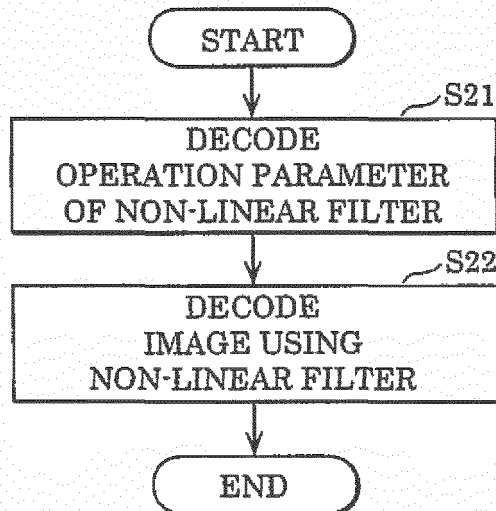 START
S21
DECODE
OPERATION PARAMETER
OF NON-LINEAR FILTER
S22
DECODE
IMAGE USING
NON-LINEAR FILTER
END